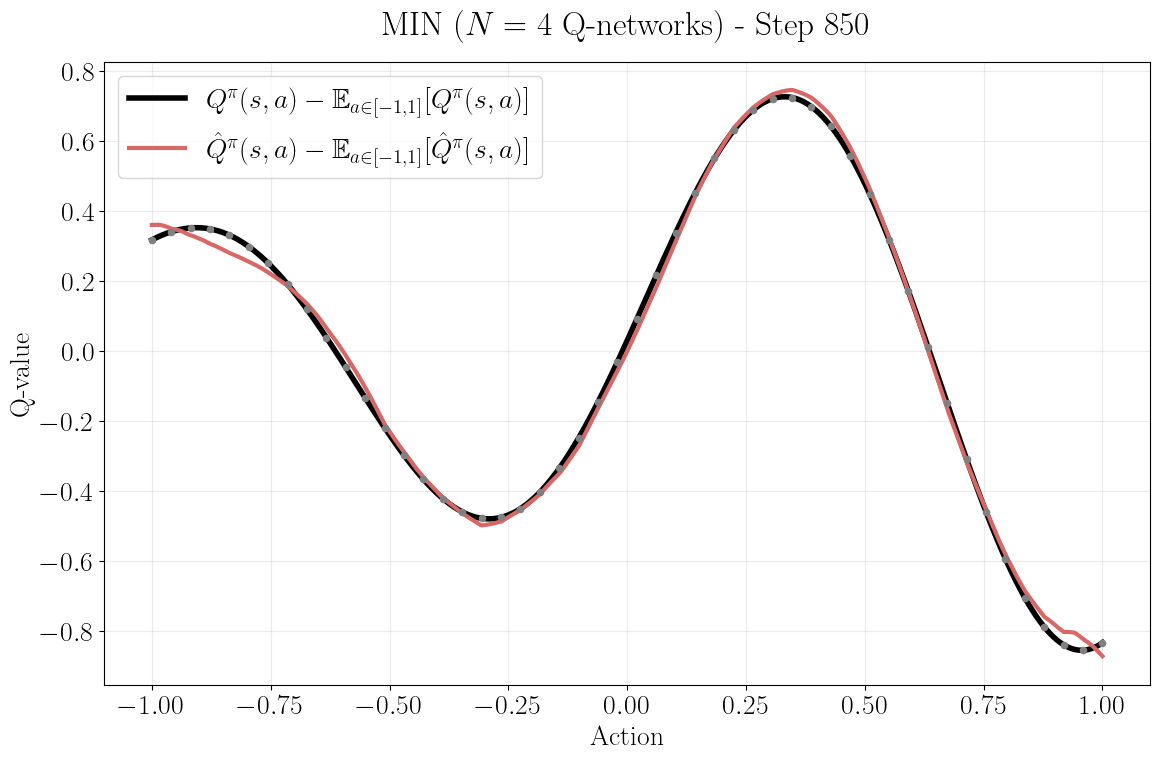 MIN (N = 4 Q-networks) - Step 850
Q^π(s, a) − 𝔼_{a∈[−1,1]}[Q^π(s, a)]
Q̂^π(s, a) − 𝔼_{a∈[−1,1]}[Q̂^π(s, a)]
Q-value
0.8
0.6
0.4
0.2
0.0
−0.2
−0.4
−0.6
−0.8
−1.00 −0.75 −0.50 −0.25 0.00 0.25 0.50 0.75 1.00
Action